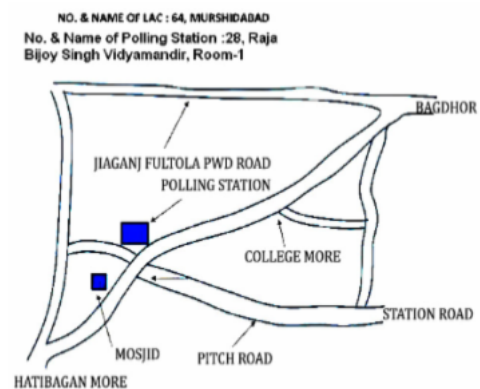 NO. & NAME Of LAC : 64, MURSHIDABAD
No. & Name of Polling Station :28, Raja
Bijoy Singh Vidyamandir, Room-1
BAGDHOR
JIAGANJ FULTOLA PWD ROAD
POLLING STATION
COLLEGE MORE
STATION ROAD
MOSJID
PITCH ROAD
HATIBAGAN MORE